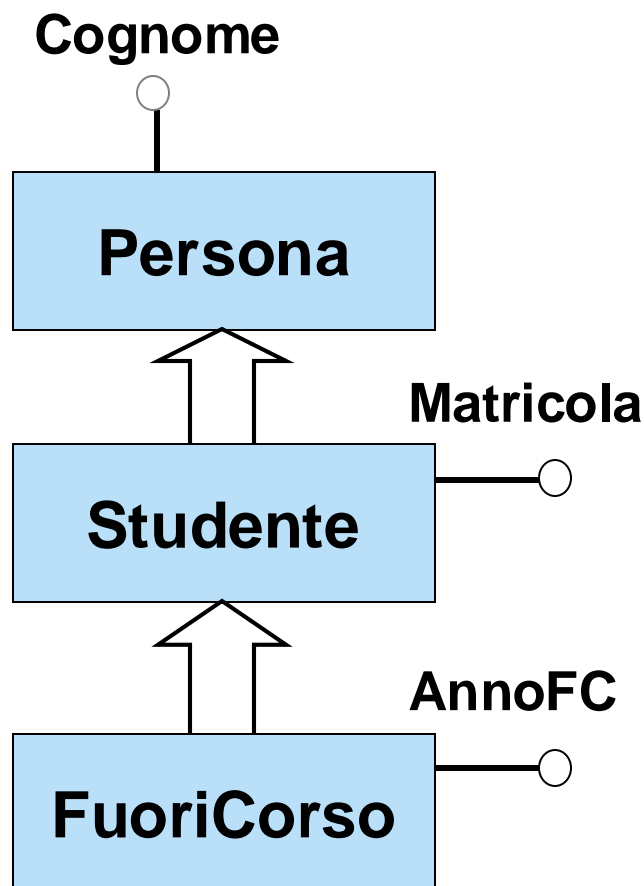 Cognome
Persona
Matricola
Studente
AnnoFC
FuoriCorso